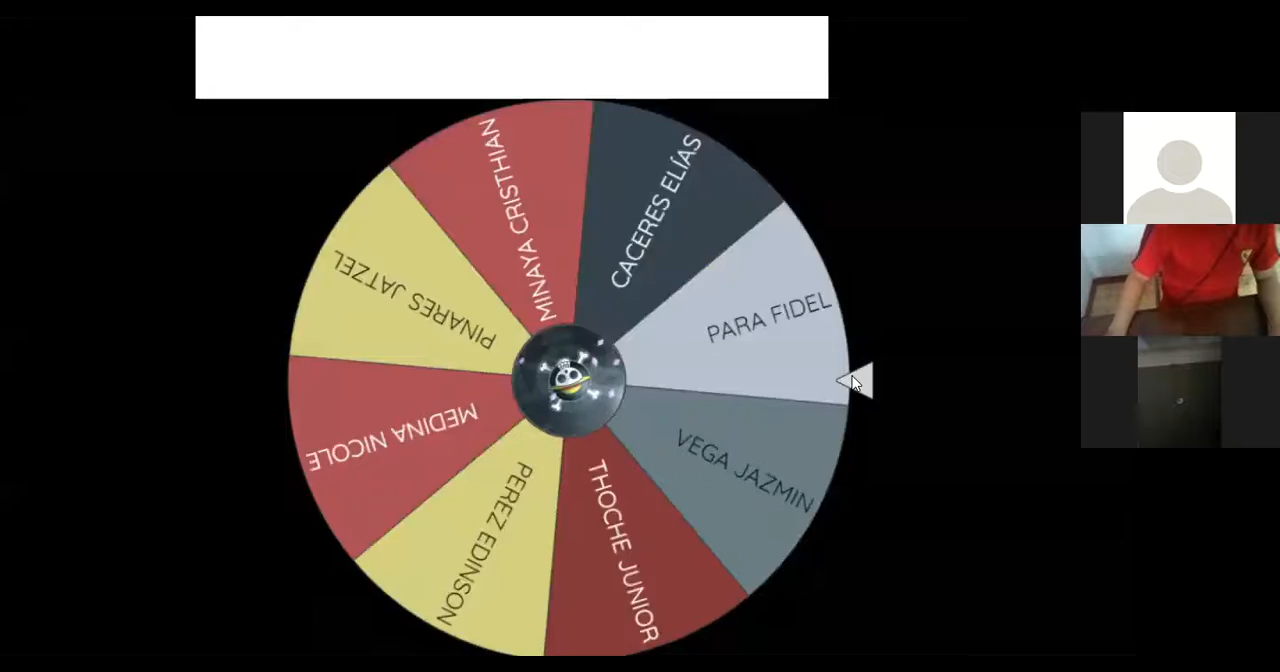 MINAYA CRISTHIAN
CACERES ELÍAS
PARA FIDEL
VEGA JAZMIN
THOCHE JUNIOR
PEREZ EDINSON
MEDINA NICOLE
PINARES JATZEL